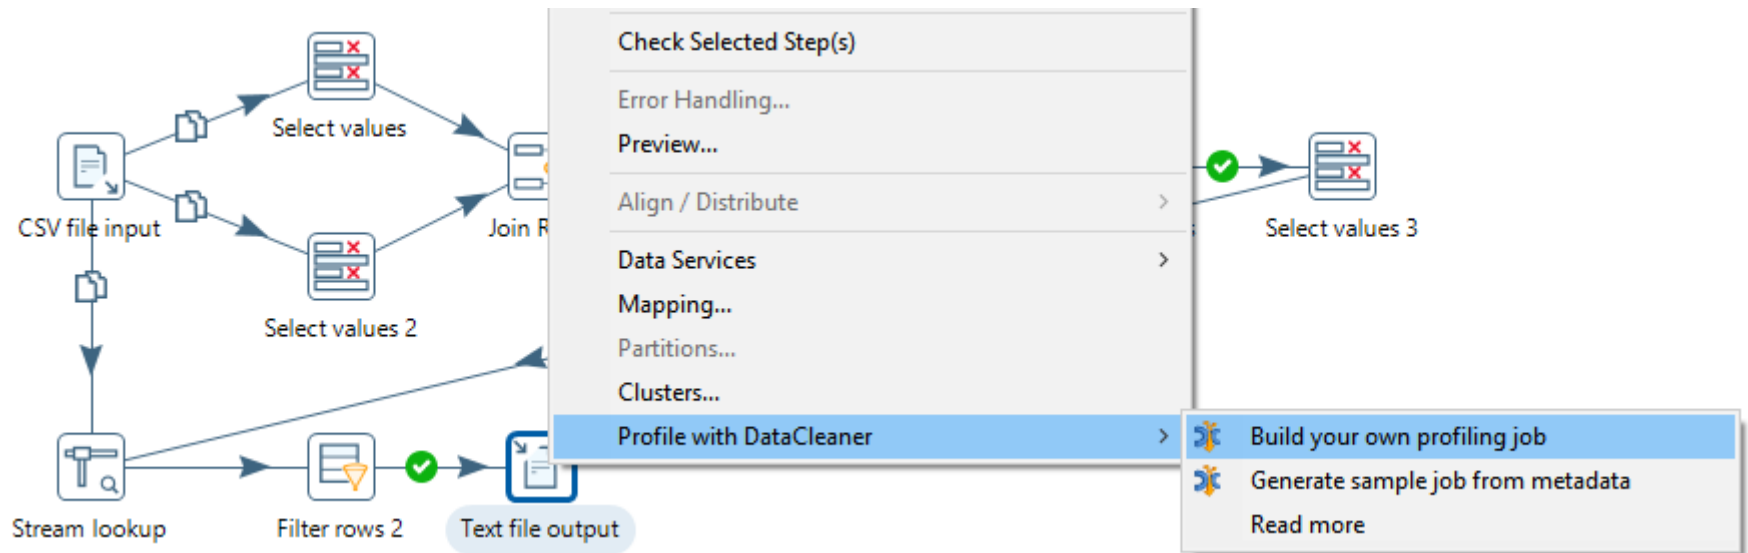 Check Selected Step(s)
Error Handling...
Select values
Preview...
Align / Distribute
CSV file input
Join R
Select values 3
Data Services
Mapping...
Select values 2
Partitions...
Clusters...
Profile with DataCleaner
Build your own profiling job
Generate sample job from metadata
Stream lookup
Filter rows 2
Text file output
Read more